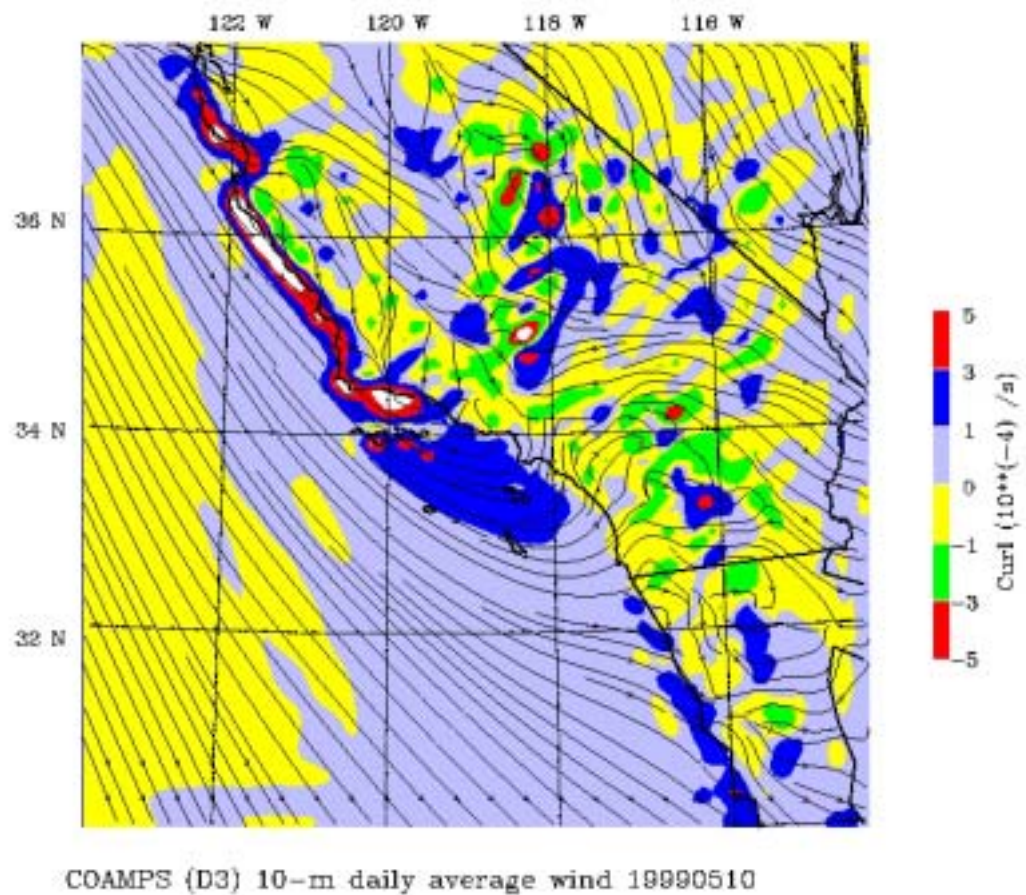 122 W 120 W 118 W 116 W
36 N
34 N
32 N
5
3
1
0
-1
-3
-5
Curl (10**(-4) /s)
COAMPS (D3) 10-m daily average wind 19990510